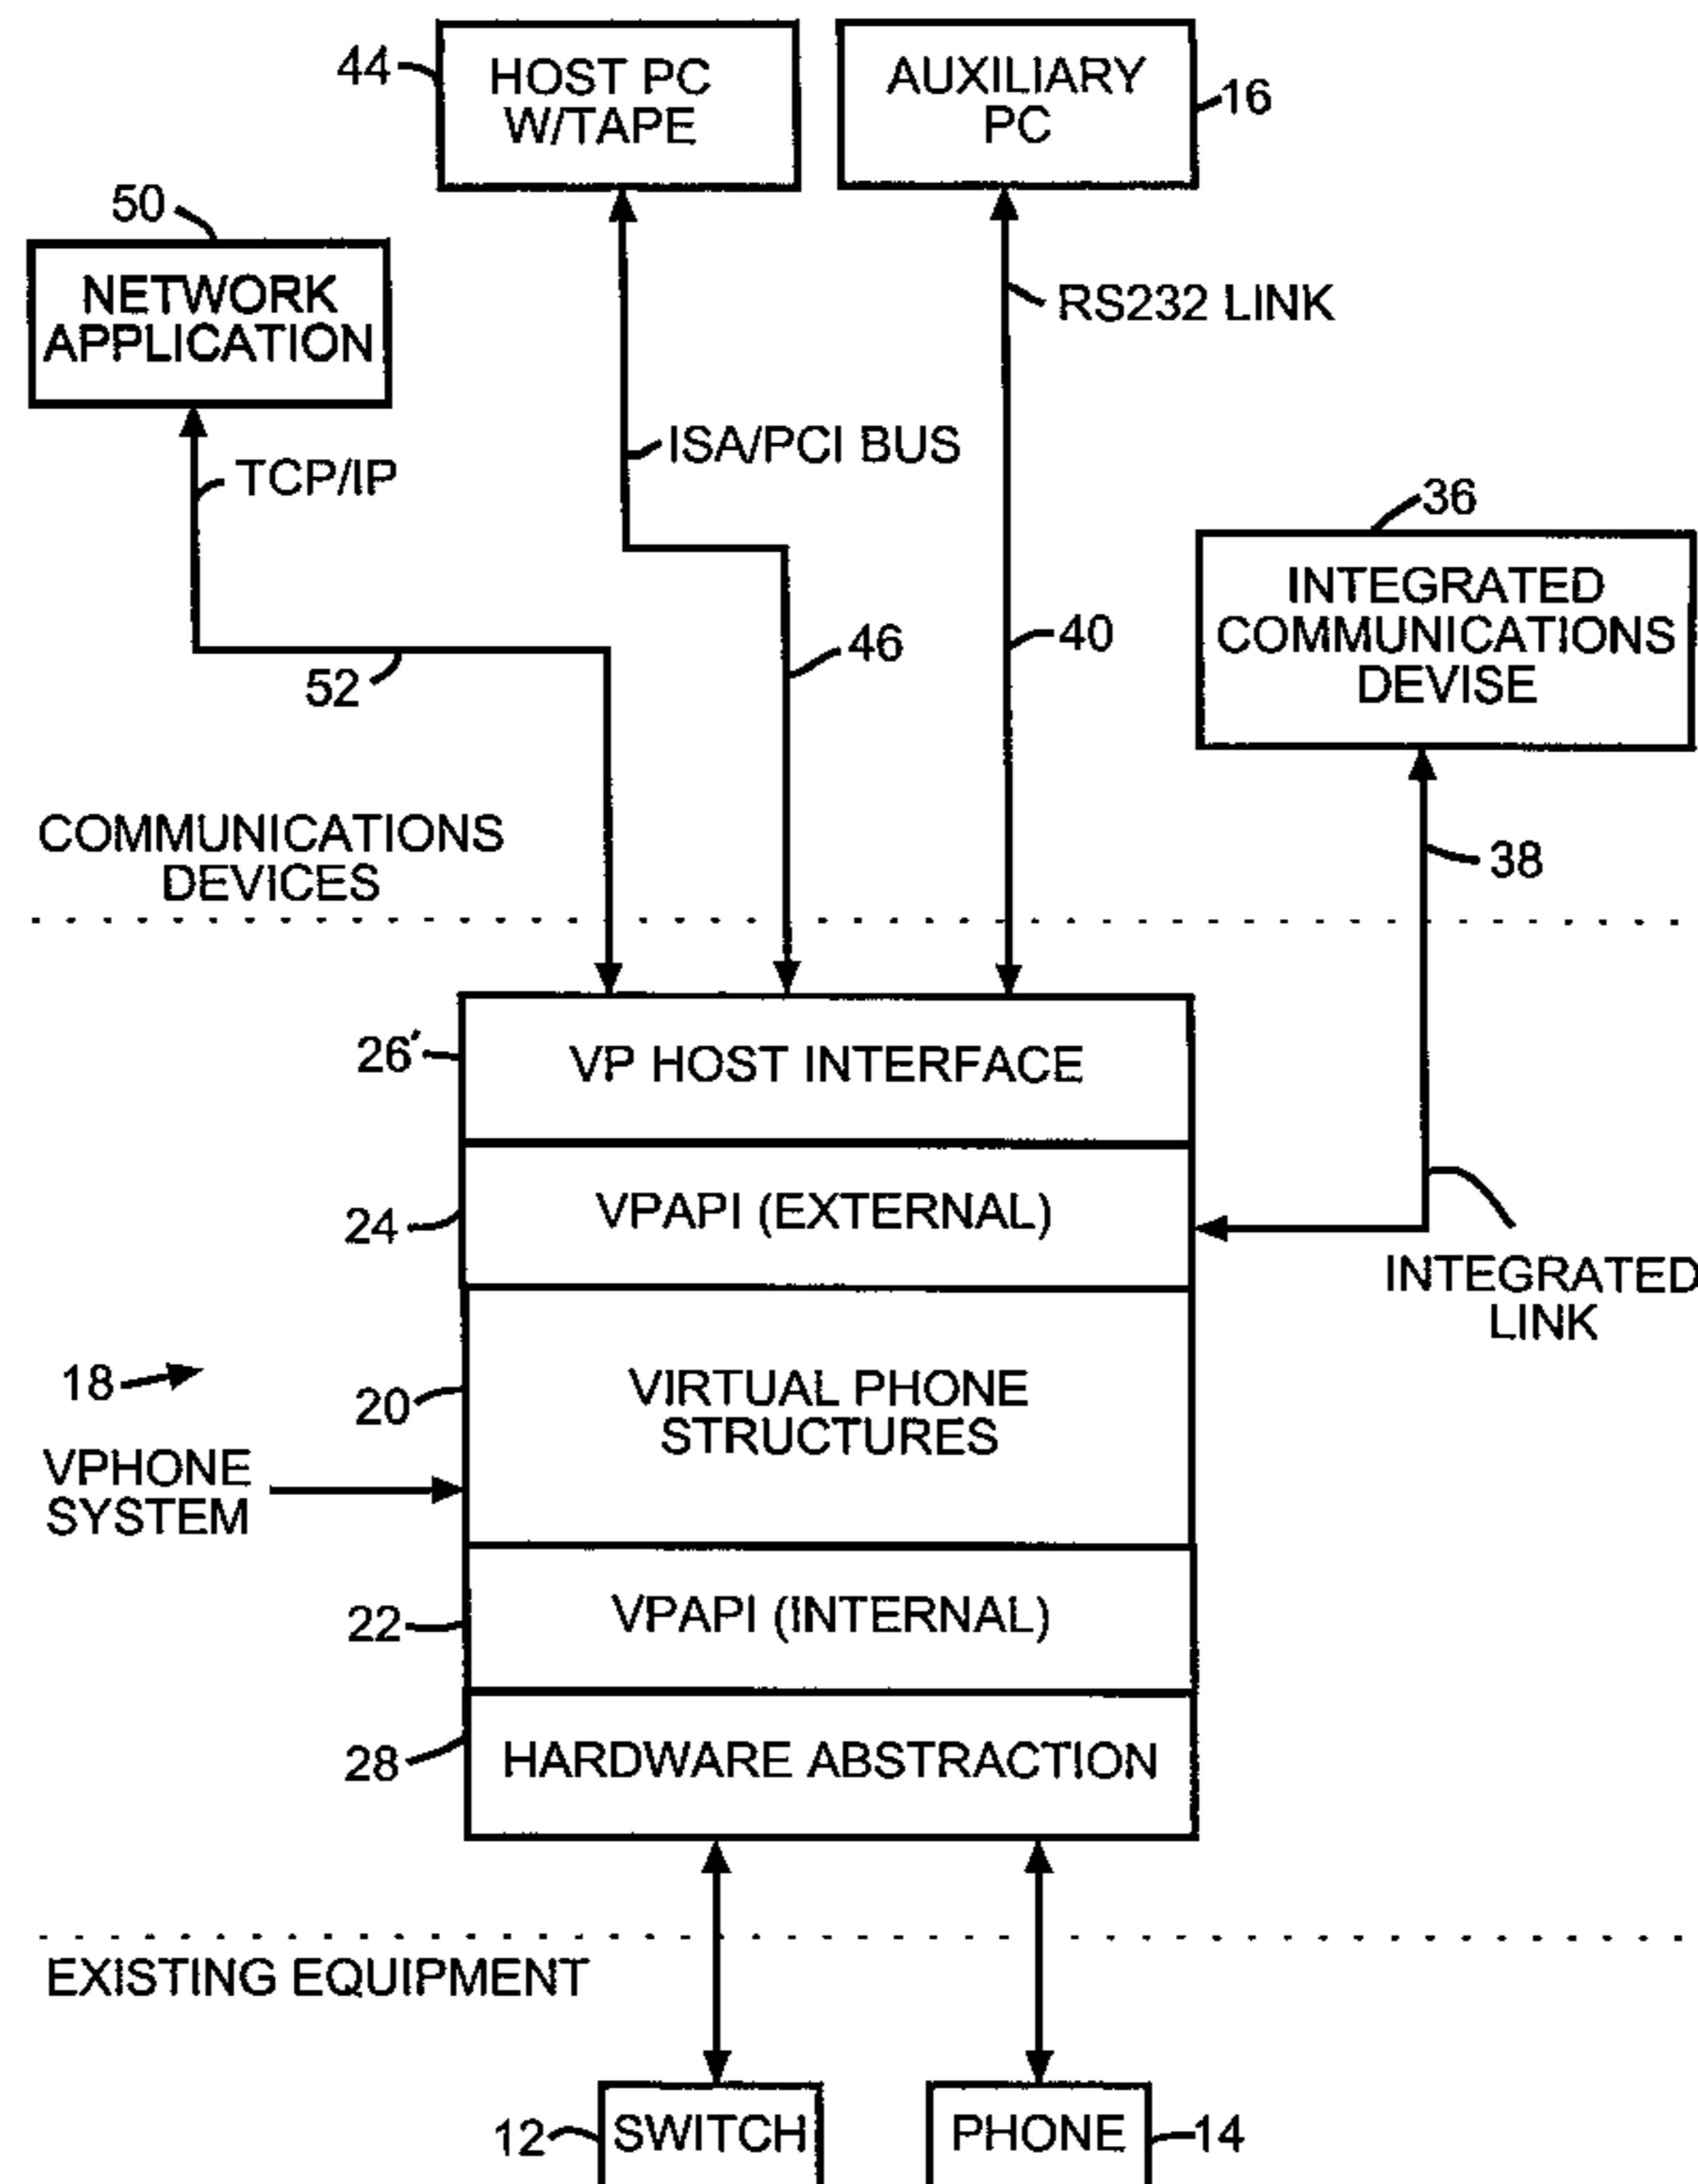 44
HOST PC
W/TAPE
AUXILIARY
PC
16
50
NETWORK
APPLICATION
RS232 LINK
ISA/PCI BUS
TCP/IP
36
INTEGRATED
COMMUNICATIONS
DEVISE
46
40
52
COMMUNICATIONS
DEVICES
38
26'
VP HOST INTERFACE
24
VPAPI (EXTERNAL)
INTEGRATED
LINK
18
20
VIRTUAL PHONE
STRUCTURES
VPHONE
SYSTEM
22
VPAPI (INTERNAL)
28
HARDWARE ABSTRACTION
EXISTING EQUIPMENT
12
SWITCH
PHONE
14